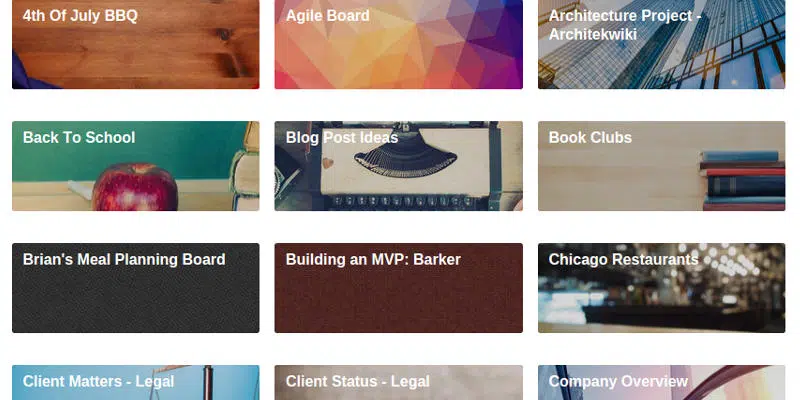 4th Of July BBQ
Agile Board
Architecture Project -
Architekwiki
Back To School
Blog Post Ideas
Book Clubs
Brian's Meal Planning Board
Building an MVP: Barker
Chicago Restaurants
Client Matters - Legal
Client Status - Legal
Company Overview